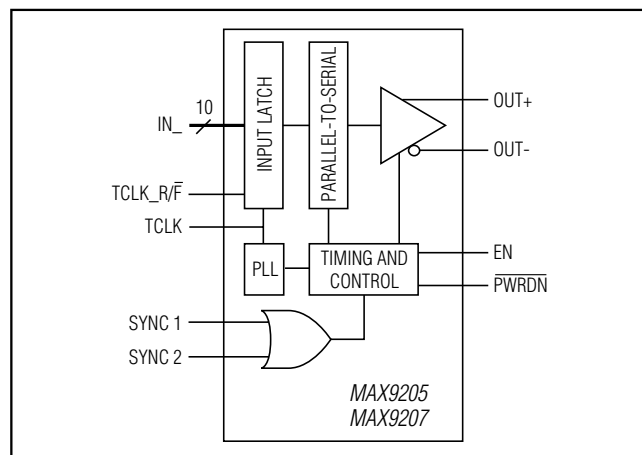 10
IN_
INPUT LATCH
PARALLEL-TO-SERIAL
OUT+
OUT-
TCLK_R/F̅
TCLK
PLL
TIMING AND
CONTROL
EN
P̅W̅R̅D̅N̅
SYNC 1
SYNC 2
MAX9205
MAX9207